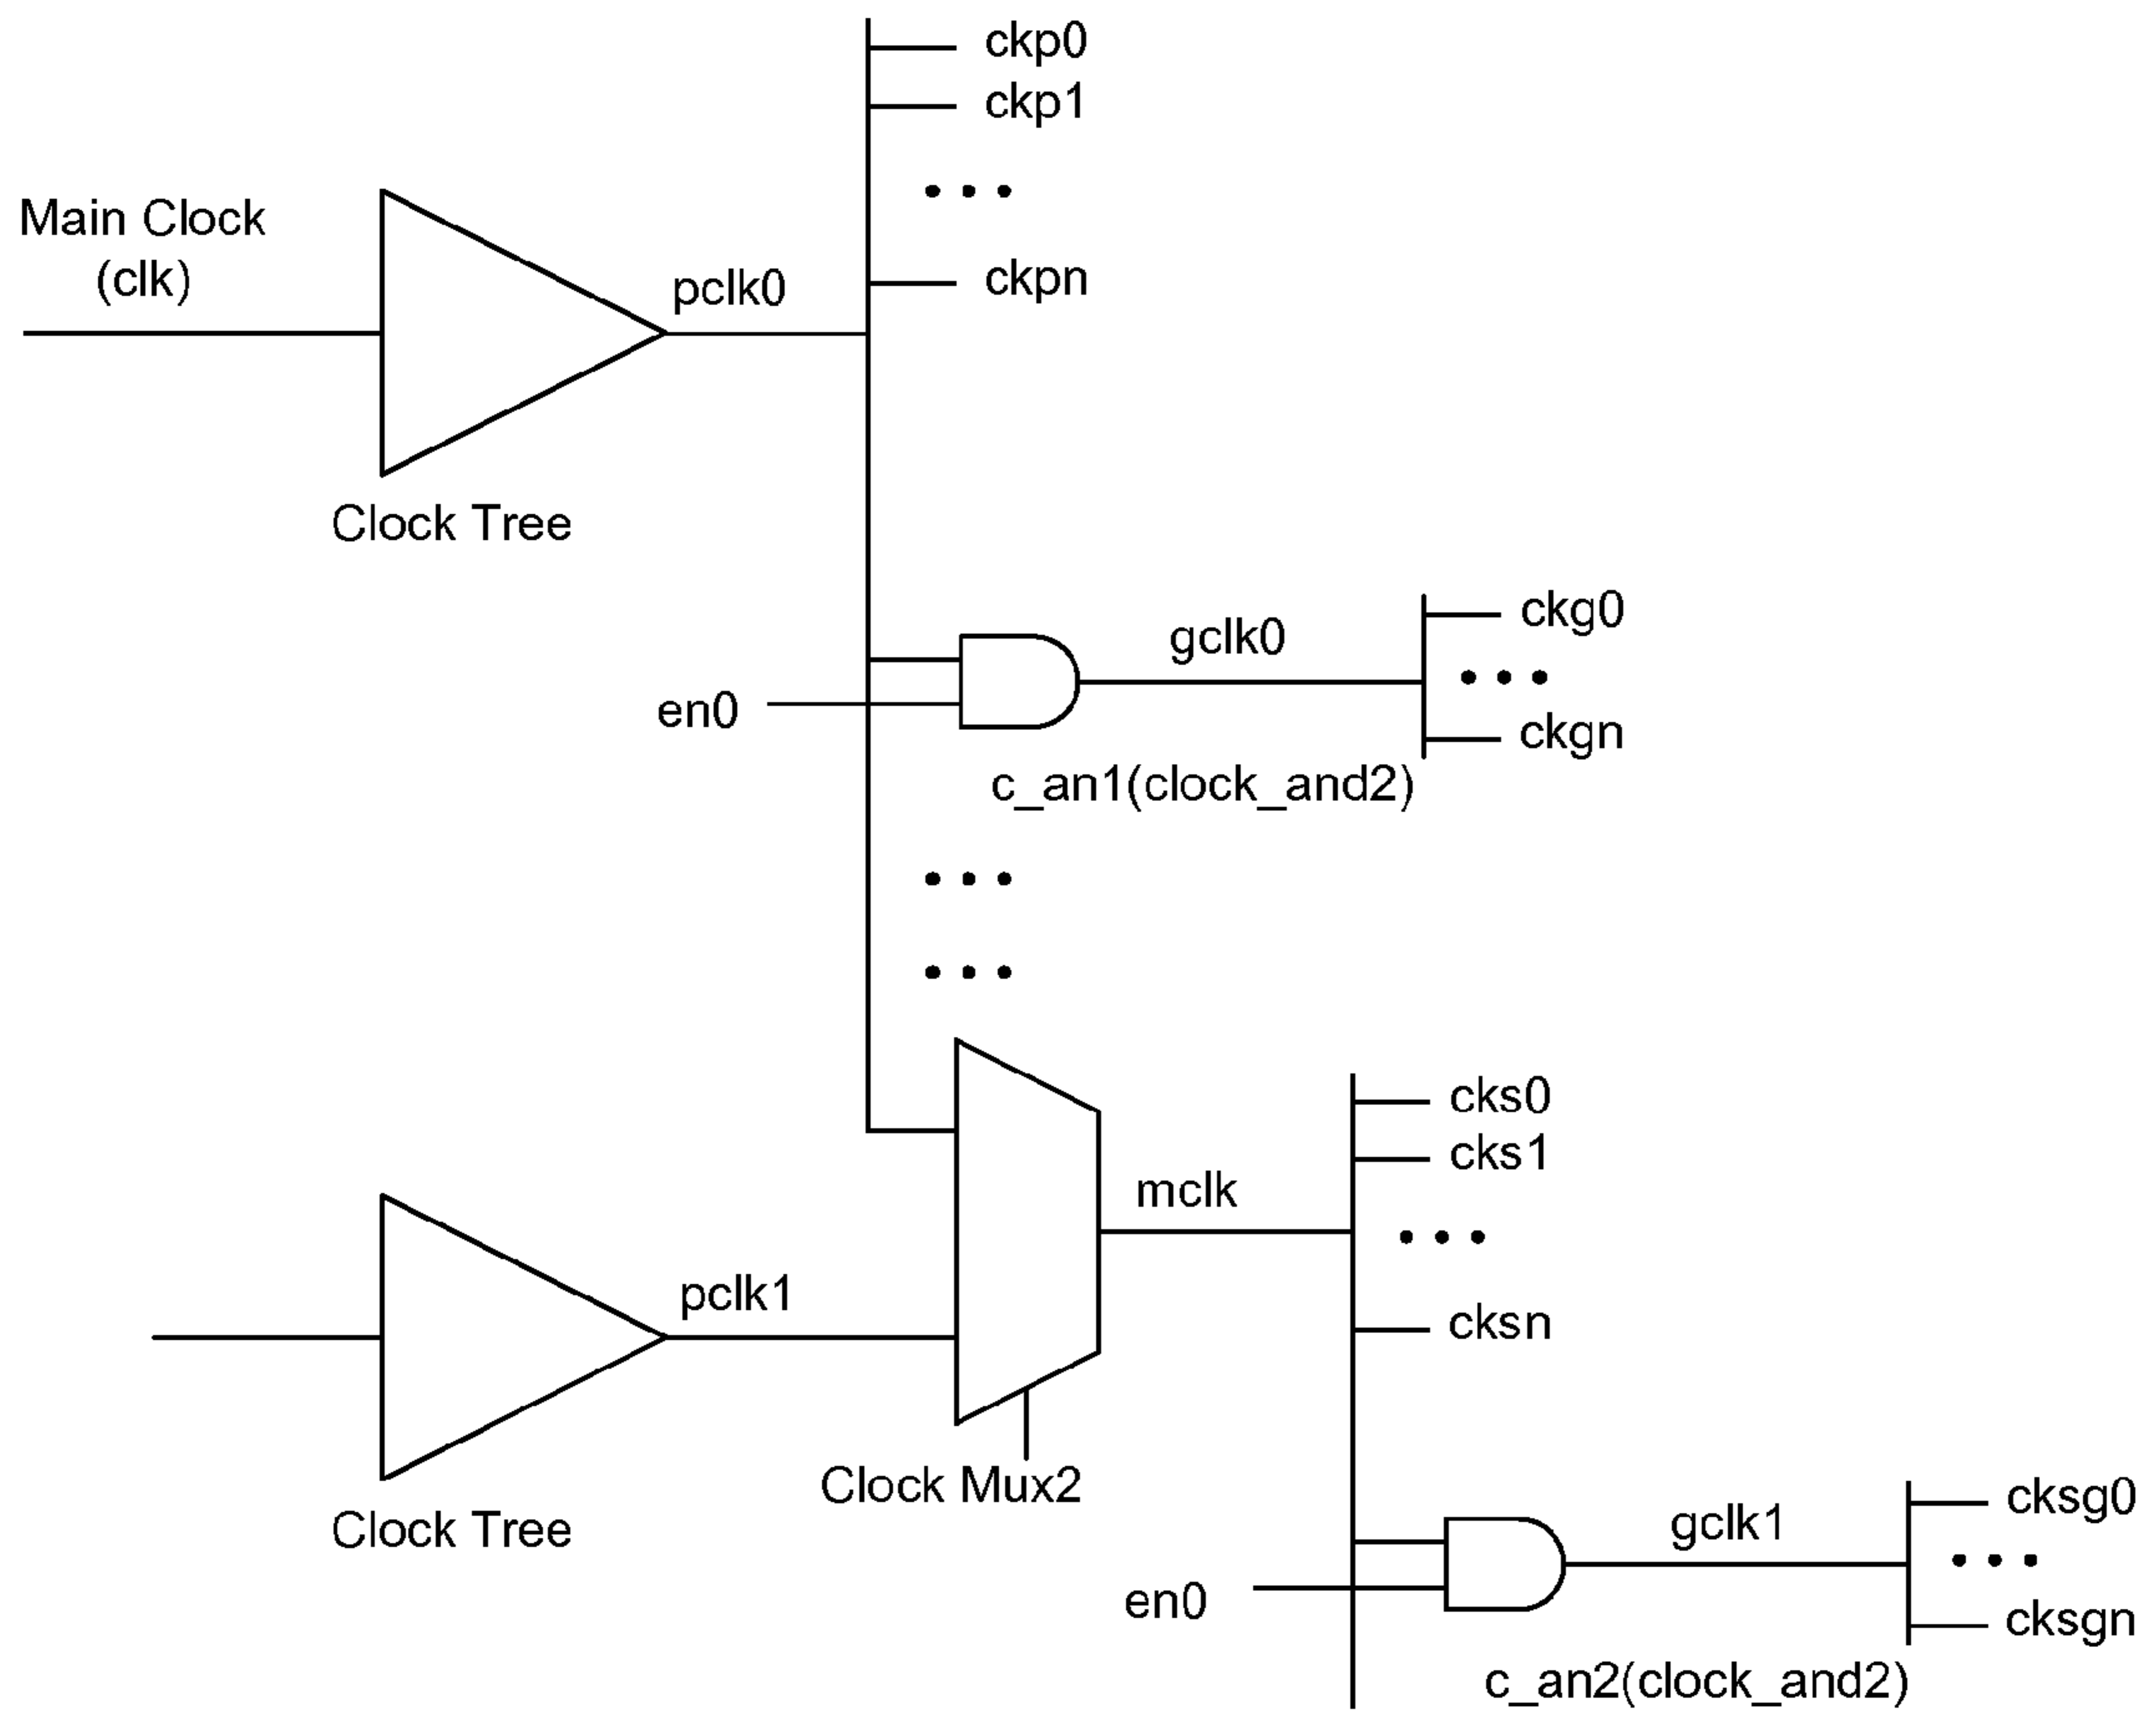 ckp0
ckp1
Main Clock
(clk)
pclk0
ckpn
Clock Tree
ckg0
gclk0
en0
ckgn
c_an1(clock_and2)
cks0
cks1
mclk
pclk1
cksn
Clock Mux2
Clock Tree
cksg0
gclk1
en0
cksgn
c_an2(clock_and2)